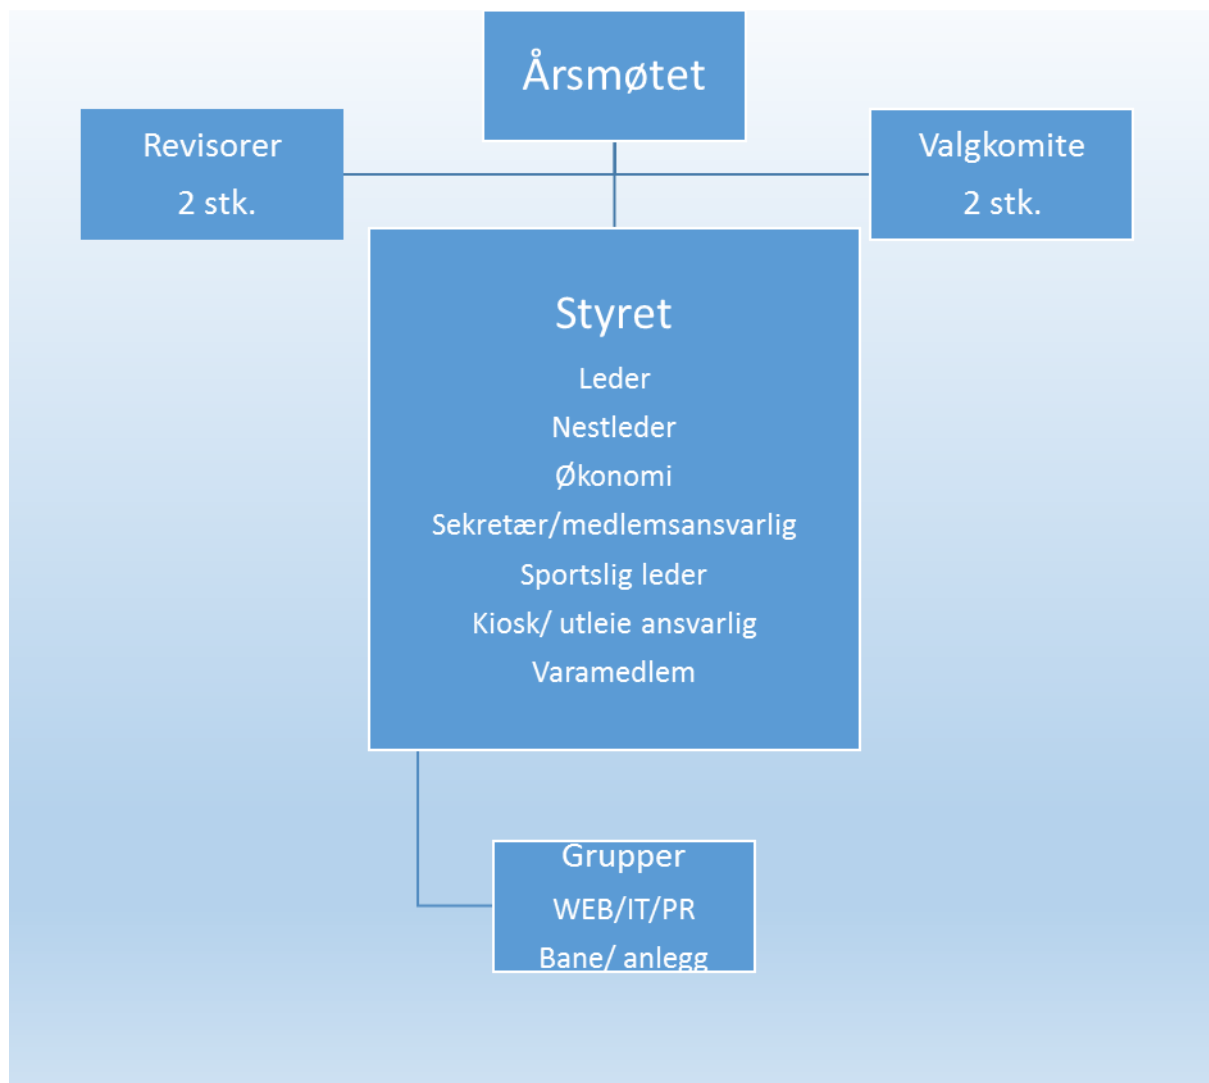 Årsmøtet
Revisorer
2 stk.
Valgkomite
2 stk.
Styret
Leder
Nestleder
Økonomi
Sekretær/medlemsansvarlig
Sportslig leder
Kiosk/ utleie ansvarlig
Varamedlem
Grupper
WEB/IT/PR
Bane/ anlegg